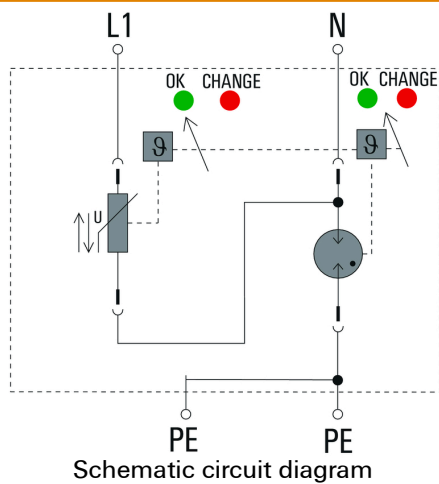 L1 N
OK CHANGE OK CHANGE
ϑ ϑ
U
PE PE
Schematic circuit diagram